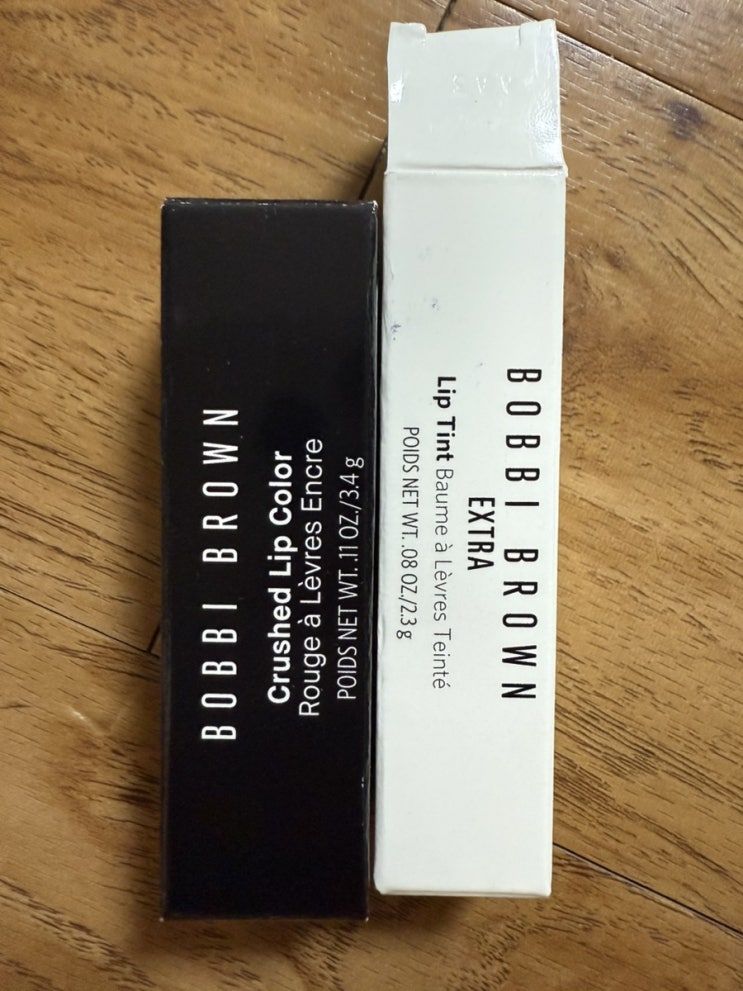 BOBBI BROWN
Crushed Lip Color
Rouge à Lèvres Encre
POIDS NET WT. .11 OZ./3.4 g
BOBBI BROWN
EXTRA
Lip Tint Baume à Lèvres Teinté
POIDS NET WT. .08 OZ./2.3 g